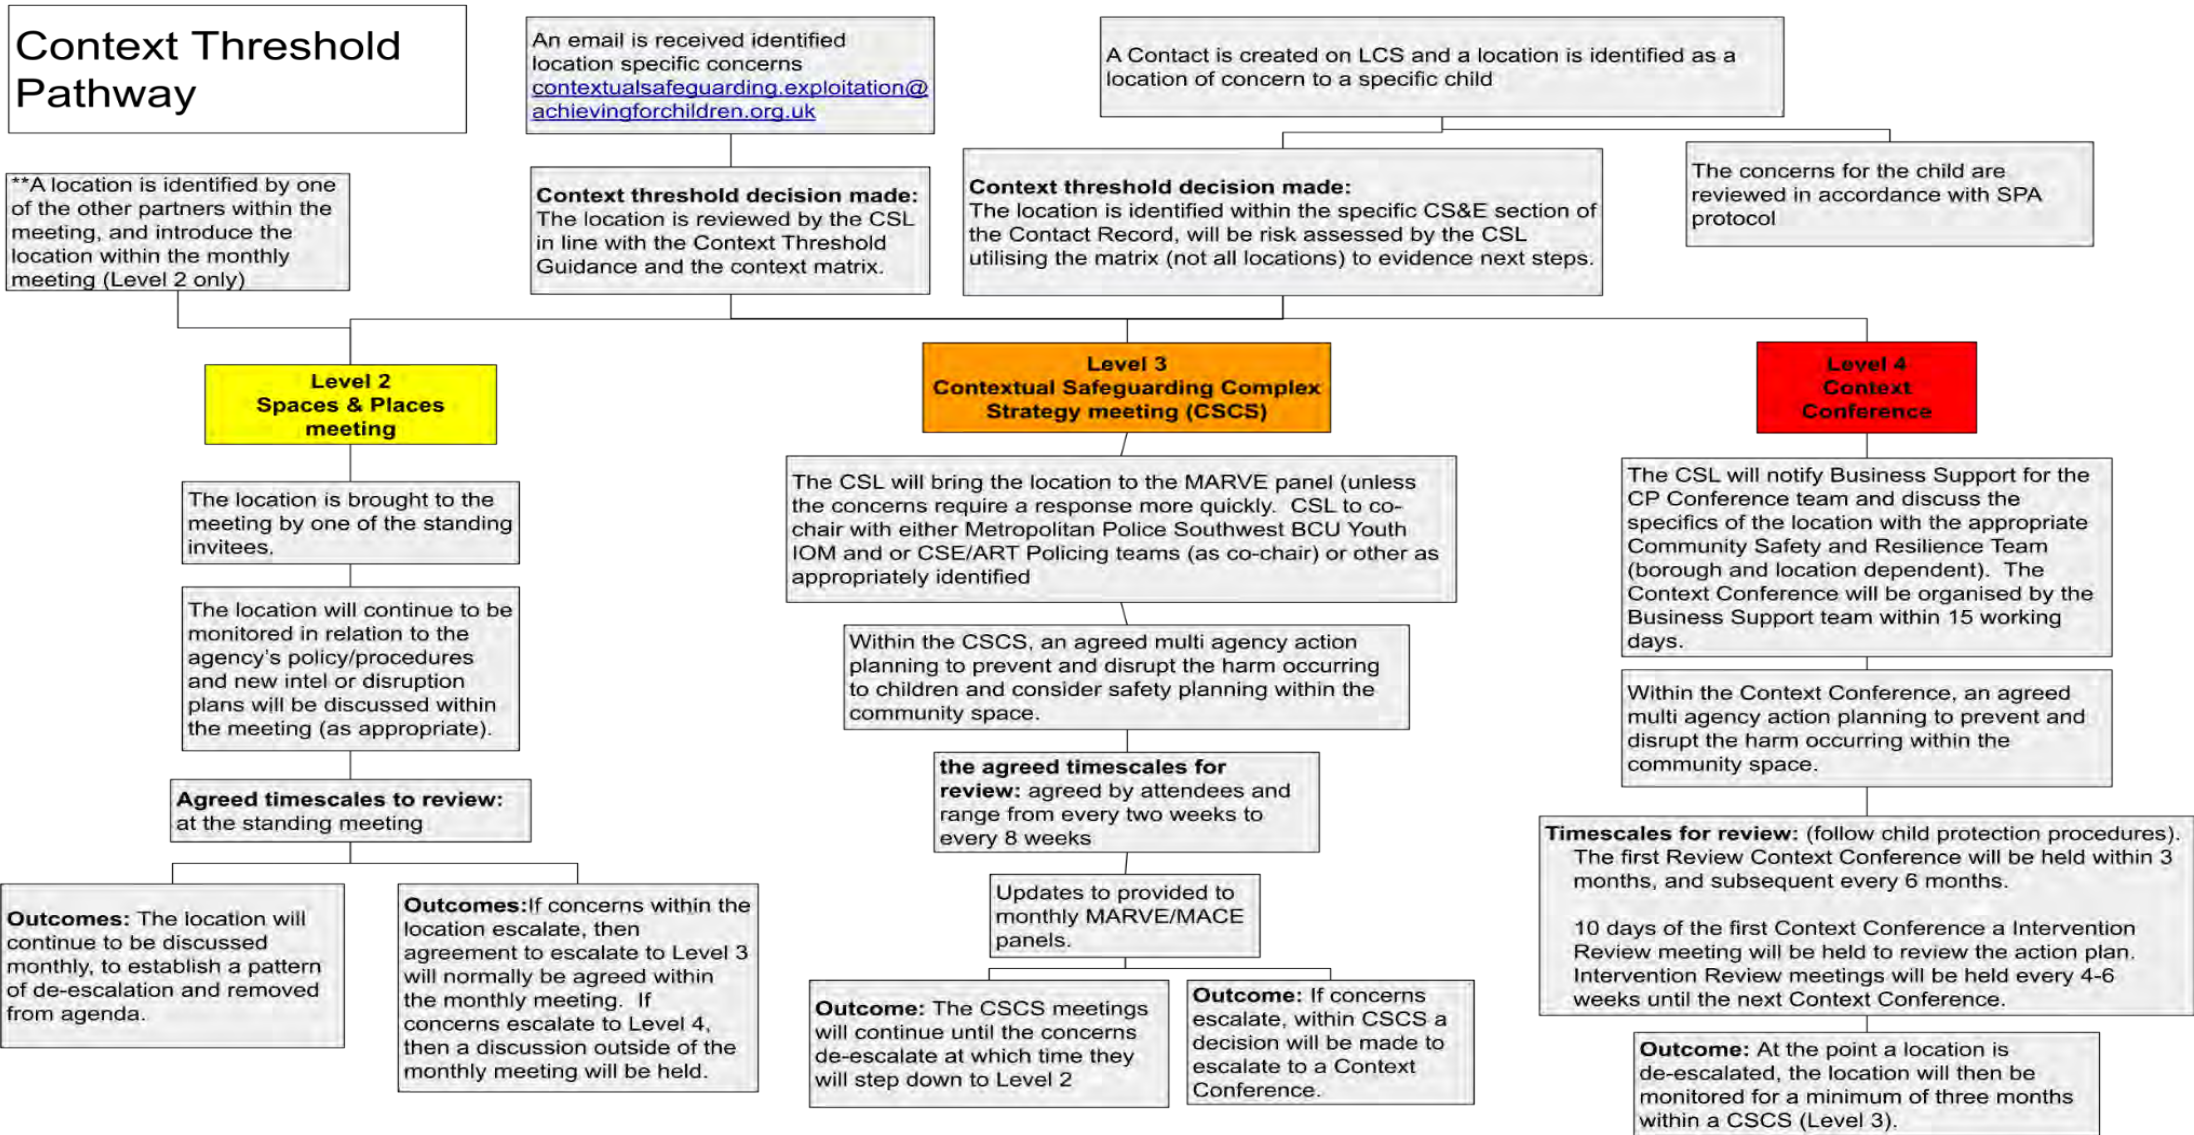 Context Threshold
Pathway
An email is received identified
location specific concerns
contextualsafeguarding.exploitation@
achievingforchildren.org.uk
A Contact is created on LCS and a location is identified as a
location of concern to a specific child
**A location is identified by one
of the other partners within the
meeting, and introduce the
location within the monthly
meeting (Level 2 only)
Context threshold decision made:
The location is reviewed by the CSL
in line with the Context Threshold
Guidance and the context matrix.
Context threshold decision made:
The location is identified within the specific CS&E section of
the Contact Record, will be risk assessed by the CSL
utilising the matrix (not all locations) to evidence next steps.
The concerns for the child are
reviewed in accordance with SPA
protocol
Level 2
Spaces & Places
meeting
The location is brought to the
meeting by one of the standing
invitees.
The location will continue to be
monitored in relation to the
agency's policy/procedures
and new intel or disruption
plans will be discussed within
the meeting (as appropriate).
Agreed timescales to review:
at the standing meeting
Outcomes: The location will
continue to be discussed
monthly, to establish a pattern
of de-escalation and removed
from agenda.
Outcomes:If concerns within the
location escalate, then
agreement to escalate to Level 3
will normally be agreed within
the monthly meeting. If
concerns escalate to Level 4,
then a discussion outside of the
monthly meeting will be held.
Level 3
Contextual Safeguarding Complex
Strategy meeting (CSCS)
The CSL will bring the location to the MARVE panel (unless
the concerns require a response more quickly. CSL to co-
chair with either Metropolitan Police Southwest BCU Youth
IOM and or CSE/ART Policing teams (as co-chair) or other as
appropriately identified
Within the CSCS, an agreed multi agency action
planning to prevent and disrupt the harm occurring
to children and consider safety planning within the
community space.
the agreed timescales for
review: agreed by attendees and
range from every two weeks to
every 8 weeks
Updates to provided to
monthly MARVE/MACE
panels.
Outcome: The CSCS meetings
will continue until the concerns
de-escalate at which time they
will step down to Level 2
Outcome: If concerns
escalate, within CSCS a
decision will be made to
escalate to a Context
Conference.
Level 4
Context
Conference
The CSL will notify Business Support for the
CP Conference team and discuss the
specifics of the location with the appropriate
Community Safety and Resilience Team
(borough and location dependent). The
Context Conference will be organised by the
Business Support team within 15 working
days.
Within the Context Conference, an agreed
multi agency action planning to prevent and
disrupt the harm occurring within the
community space.
Timescales for review: (follow child protection procedures).
The first Review Context Conference will be held within 3
months, and subsequent every 6 months.
10 days of the first Context Conference a Intervention
Review meeting will be held to review the action plan.
Intervention Review meetings will be held every 4-6
weeks until the next Context Conference.
Outcome: At the point a location is
de-escalated, the location will then be
monitored for a minimum of three months
within a CSCS (Level 3).